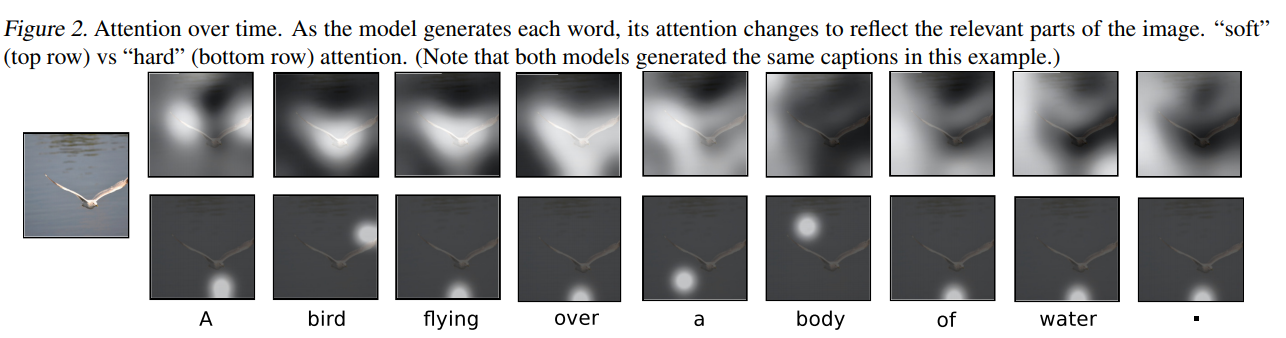 Figure 2. Attention over time. As the model generates each word, its attention changes to reflect the relevant parts of the image. “soft”
(top row) vs “hard” (bottom row) attention. (Note that both models generated the same captions in this example.)
A bird flying over a body of water .